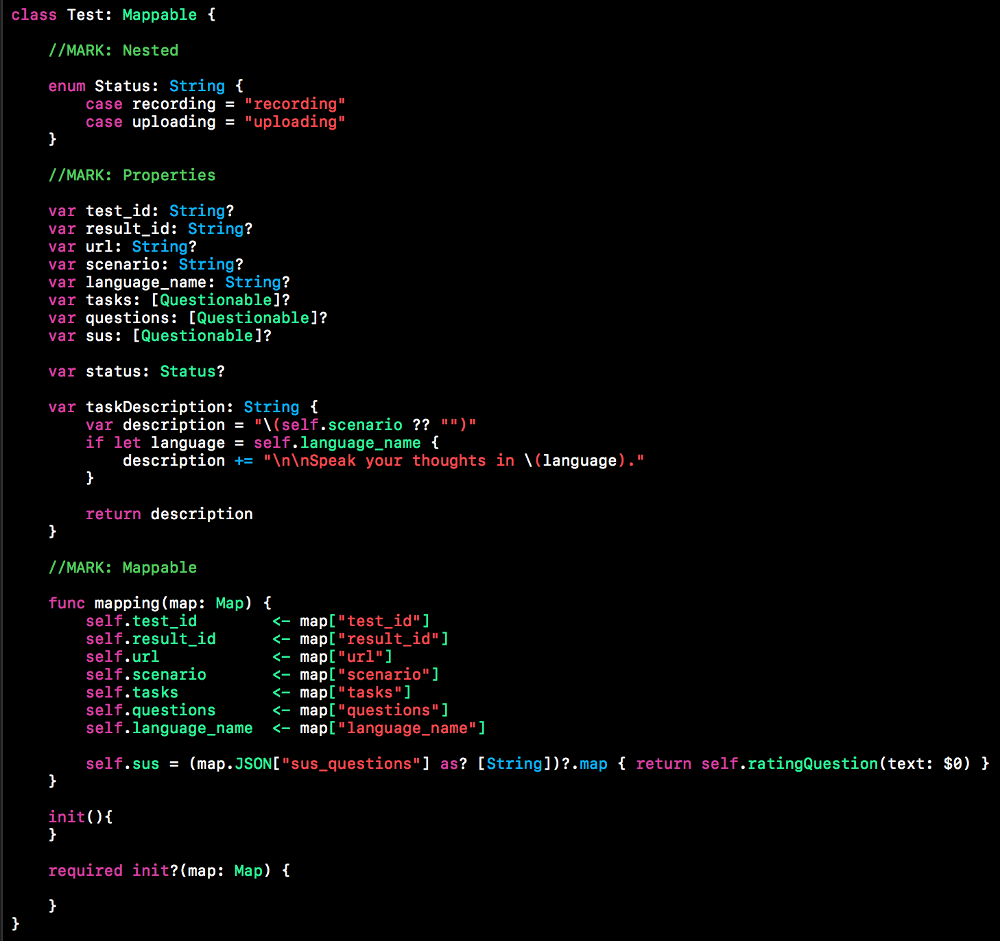 class Test: Mappable {

    //MARK: Nested

    enum Status: String {
        case recording = "recording"
        case uploading = "uploading"
    }

    //MARK: Properties

    var test_id: String?
    var result_id: String?
    var url: String?
    var scenario: String?
    var language_name: String?
    var tasks: [Questionable]?
    var questions: [Questionable]?
    var sus: [Questionable]?

    var status: Status?

    var taskDescription: String {
        var description = "\(self.scenario ?? "")"
        if let language = self.language_name {
            description += "\n\nSpeak your thoughts in \(language)."
        }

        return description
    }

    //MARK: Mappable

    func mapping(map: Map) {
        self.test_id        <- map["test_id"]
        self.result_id      <- map["result_id"]
        self.url            <- map["url"]
        self.scenario       <- map["scenario"]
        self.tasks          <- map["tasks"]
        self.questions      <- map["questions"]
        self.language_name  <- map["language_name"]

        self.sus = (map.JSON["sus_questions"] as? [String])?.map { return self.ratingQuestion(text: $0) }
    }

    init(){
    }

    required init?(map: Map) {

    }
}